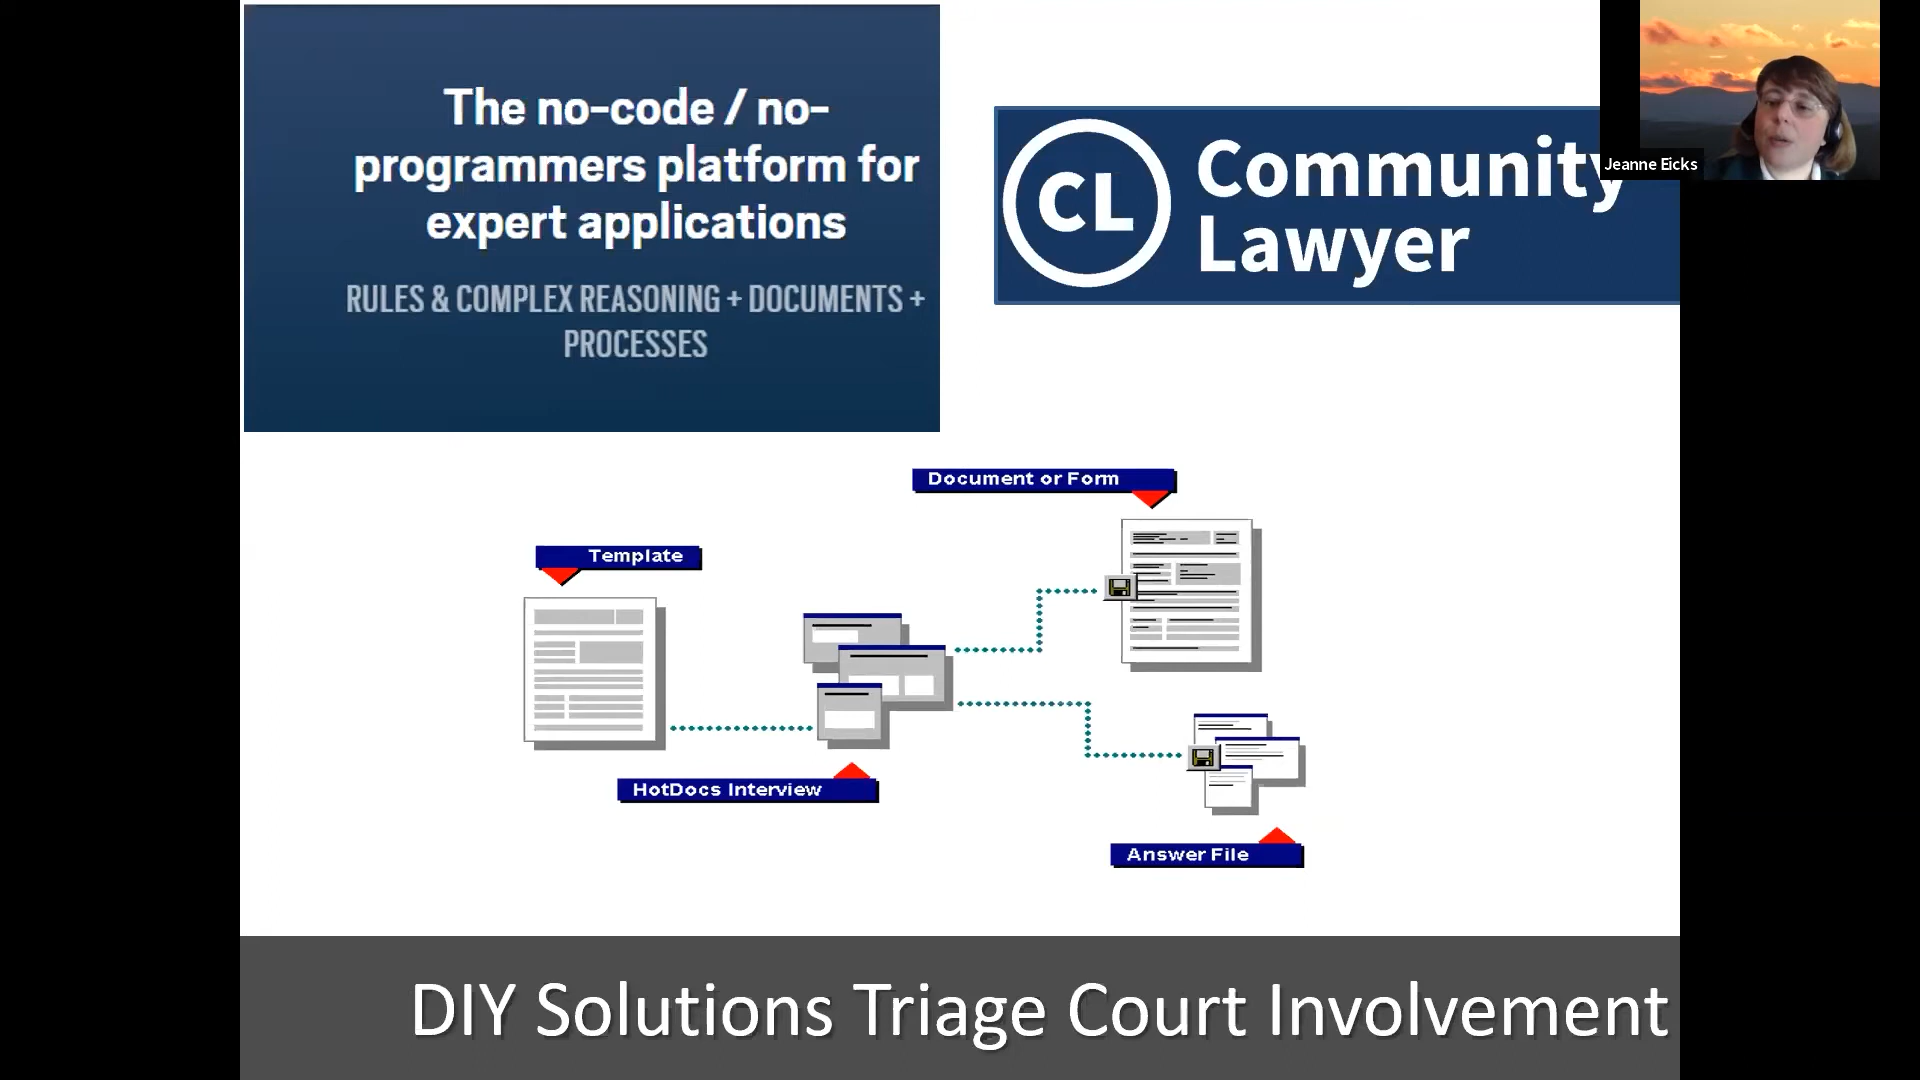 The no-code / no-
programmers platform for
expert applications
RULES & COMPLEX REASONING + DOCUMENTS +
PROCESSES
CL
Community
Lawyer
Jeanne Eicks
Document or Form
Template
HotDocs Interview
Answer File
DIY Solutions Triage Court Involvement